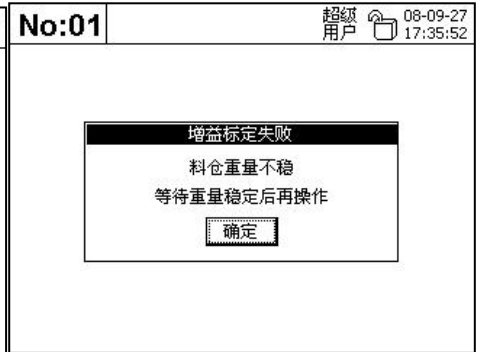 No:01
超级
用户
08-09-27
17:35:52
增益标定失败
料仓重量不稳
等待重量稳定后再操作
确定